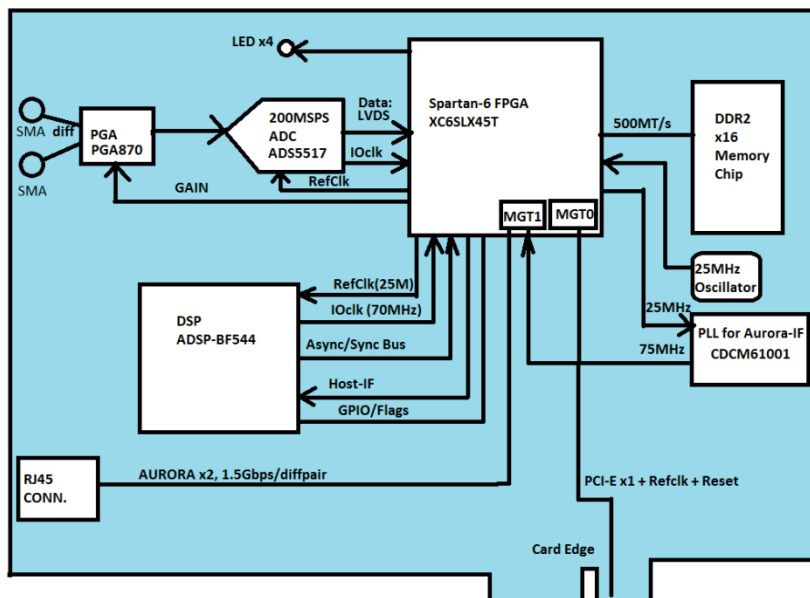 LED x4
SMA
diff
SMA
PGA
PGA870
200MSPS
ADC
ADS5517
Data:
LVDS
IOclk
RefClk
GAIN
Spartan-6 FPGA
XC6SLX45T
MGT1
MGT0
500MT/s
DDR2
x16
Memory
Chip
25MHz
Oscillator
25MHz
PLL for Aurora-IF
CDCM61001
75MHz
DSP
ADSP-BF544
RefClk(25M)
IOclk (70MHz)
Async/Sync Bus
Host-IF
GPIO/Flags
RJ45
CONN.
AURORA x2, 1.5Gbps/diffpair
PCI-E x1 + Refclk + Reset
Card Edge